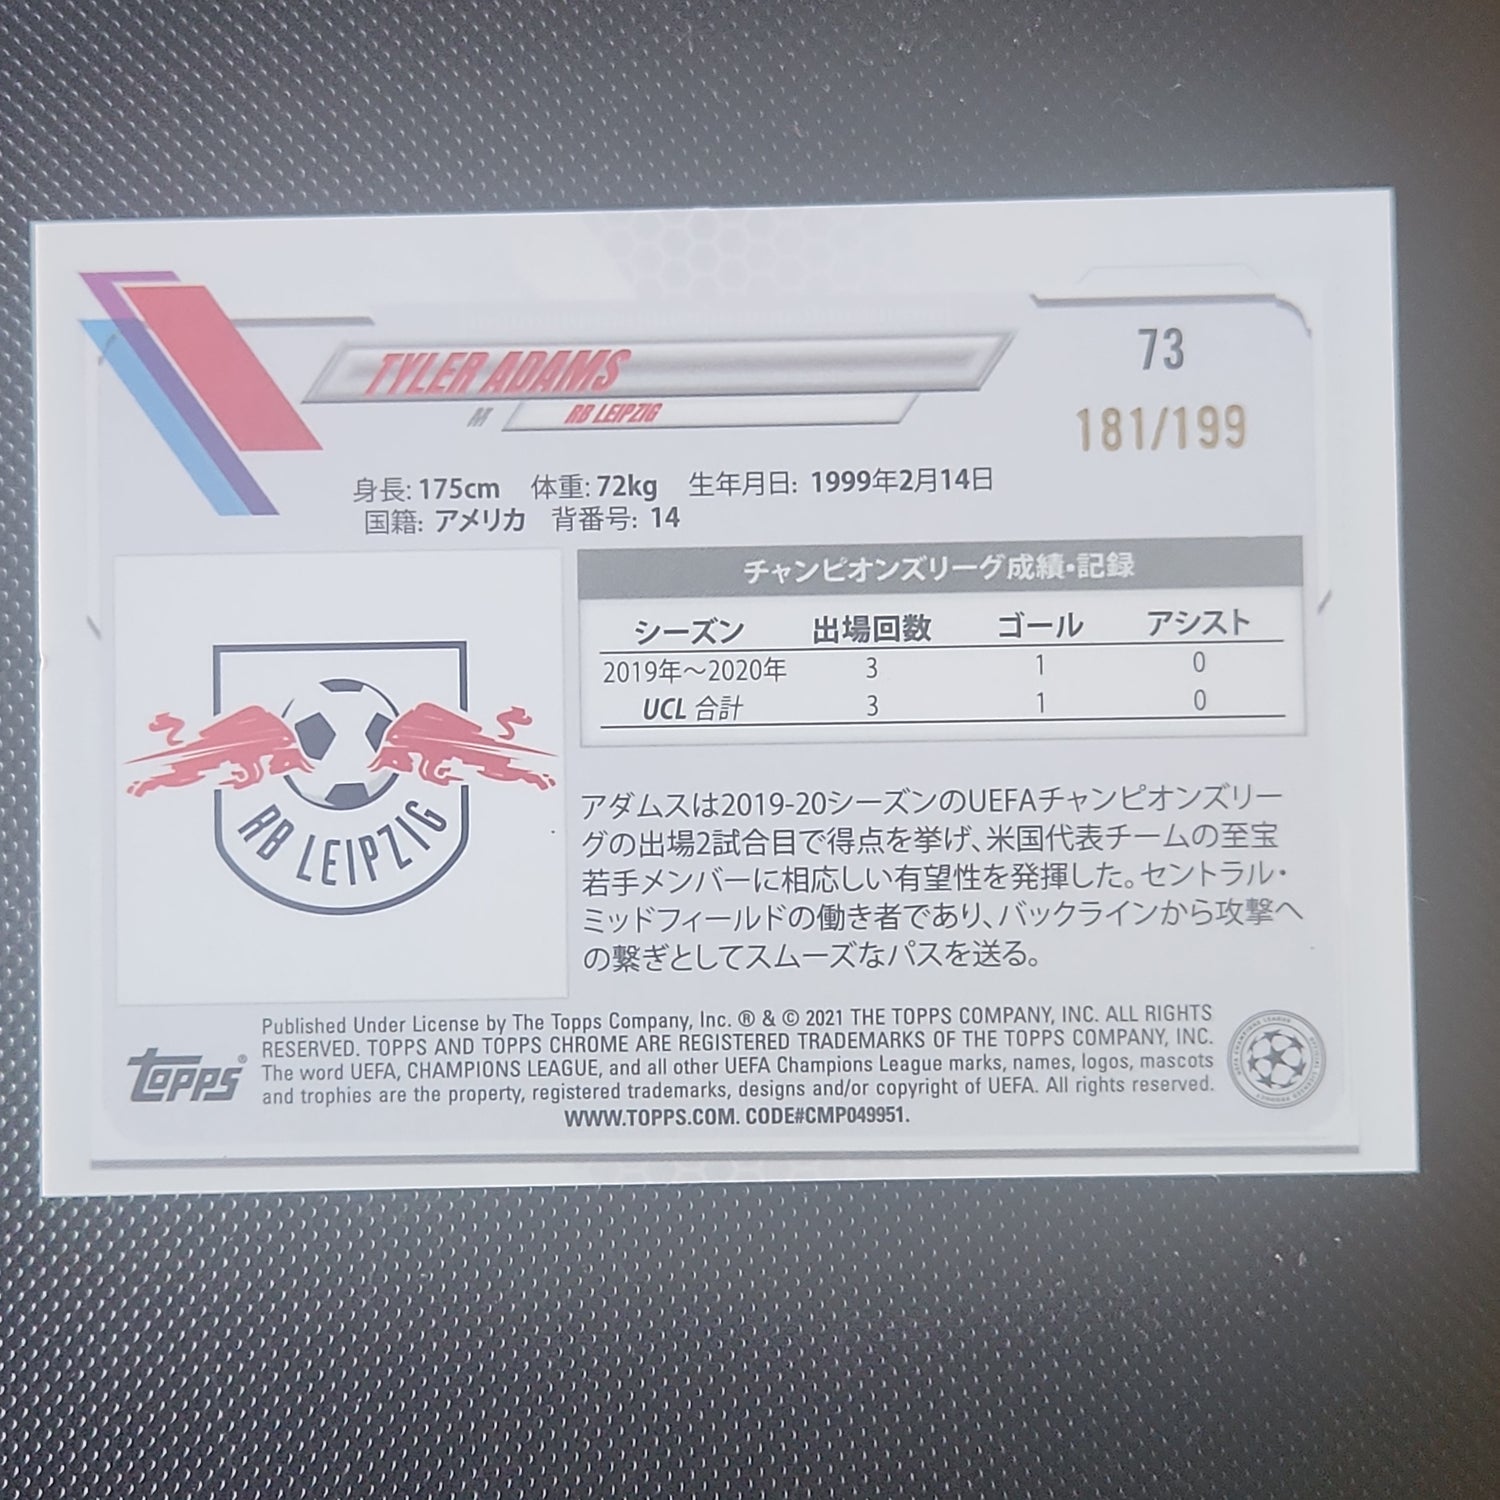 73
181/199
TYLER ADAMS
M RB LEIPZIG
身長: 175cm 体重: 72kg 生年月日: 1999年2月14日
国籍: アメリカ 背番号: 14
チャンピオンズリーグ成績・記録
シーズン 出場回数 ゴール アシスト
2019年～2020年 3 1 0
UCL 合計 3 1 0
RB LEIPZIG
アダムスは2019-20シーズンのUEFAチャンピオンズリー
グの出場2試合目で得点を挙げ、米国代表チームの至宝
若手メンバーに相応しい有望性を発揮した。セントラル・
ミッドフィールドの働き者であり、バックラインから攻撃へ
の繋ぎとしてスムーズなパスを送る。
Published Under License by The Topps Company, Inc. ® & © 2021 THE TOPPS COMPANY, INC. ALL RIGHTS
RESERVED. TOPPS AND TOPPS CHROME ARE REGISTERED TRADEMARKS OF THE TOPPS COMPANY, INC.
The word UEFA, CHAMPIONS LEAGUE, and all other UEFA Champions League marks, names, logos, mascots
and trophies are the property, registered trademarks, designs and/or copyright of UEFA. All rights reserved.
WWW.TOPPS.COM. CODE#CMP049951.
TOPPS®